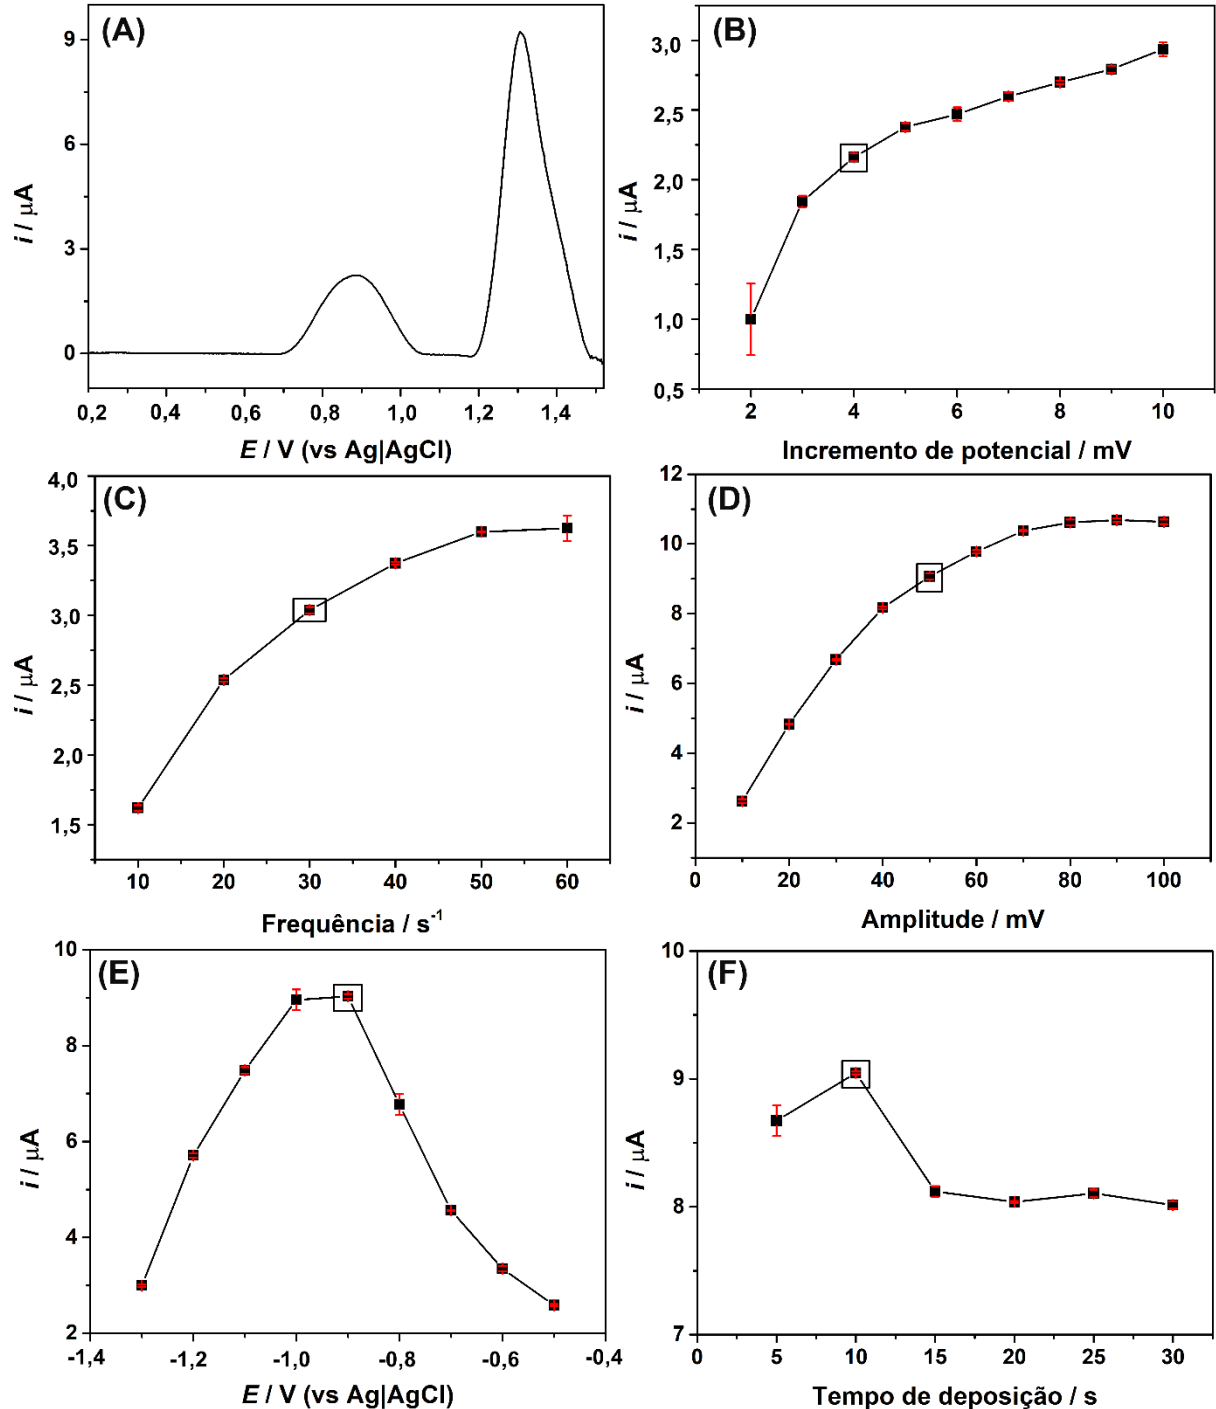 (A)
9
6
3
0
i / μA
0,2 0,4 0,6 0,8 1,0 1,2 1,4
E / V (vs Ag|AgCl)
(B)
3,0
2,5
2,0
1,5
1,0
0,5
i / μA
2 4 6 8 10
Incremento de potencial / mV
(C)
4,0
3,5
3,0
2,5
2,0
1,5
i / μA
10 20 30 40 50 60
Frequência / s⁻¹
(D)
12
10
8
6
4
2
i / μA
0 20 40 60 80 100
Amplitude / mV
(E)
10
8
6
4
2
i / μA
-1,4 -1,2 -1,0 -0,8 -0,6 -0,4
E / V (vs Ag|AgCl)
(F)
10
9
8
7
i / μA
0 5 10 15 20 25 30
Tempo de deposição / s